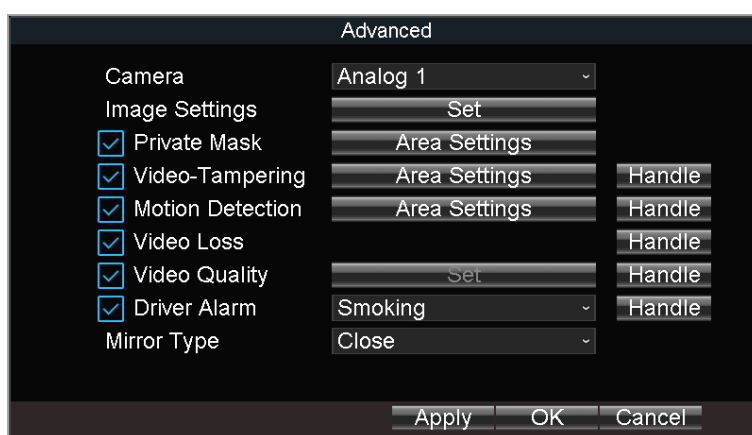 Advanced
Camera Analog 1
Image Settings Set
Private Mask Area Settings
Video-Tampering Area Settings Handle
Motion Detection Area Settings Handle
Video Loss Handle
Video Quality Set Handle
Driver Alarm Smoking Handle
Mirror Type Close
Apply OK Cancel